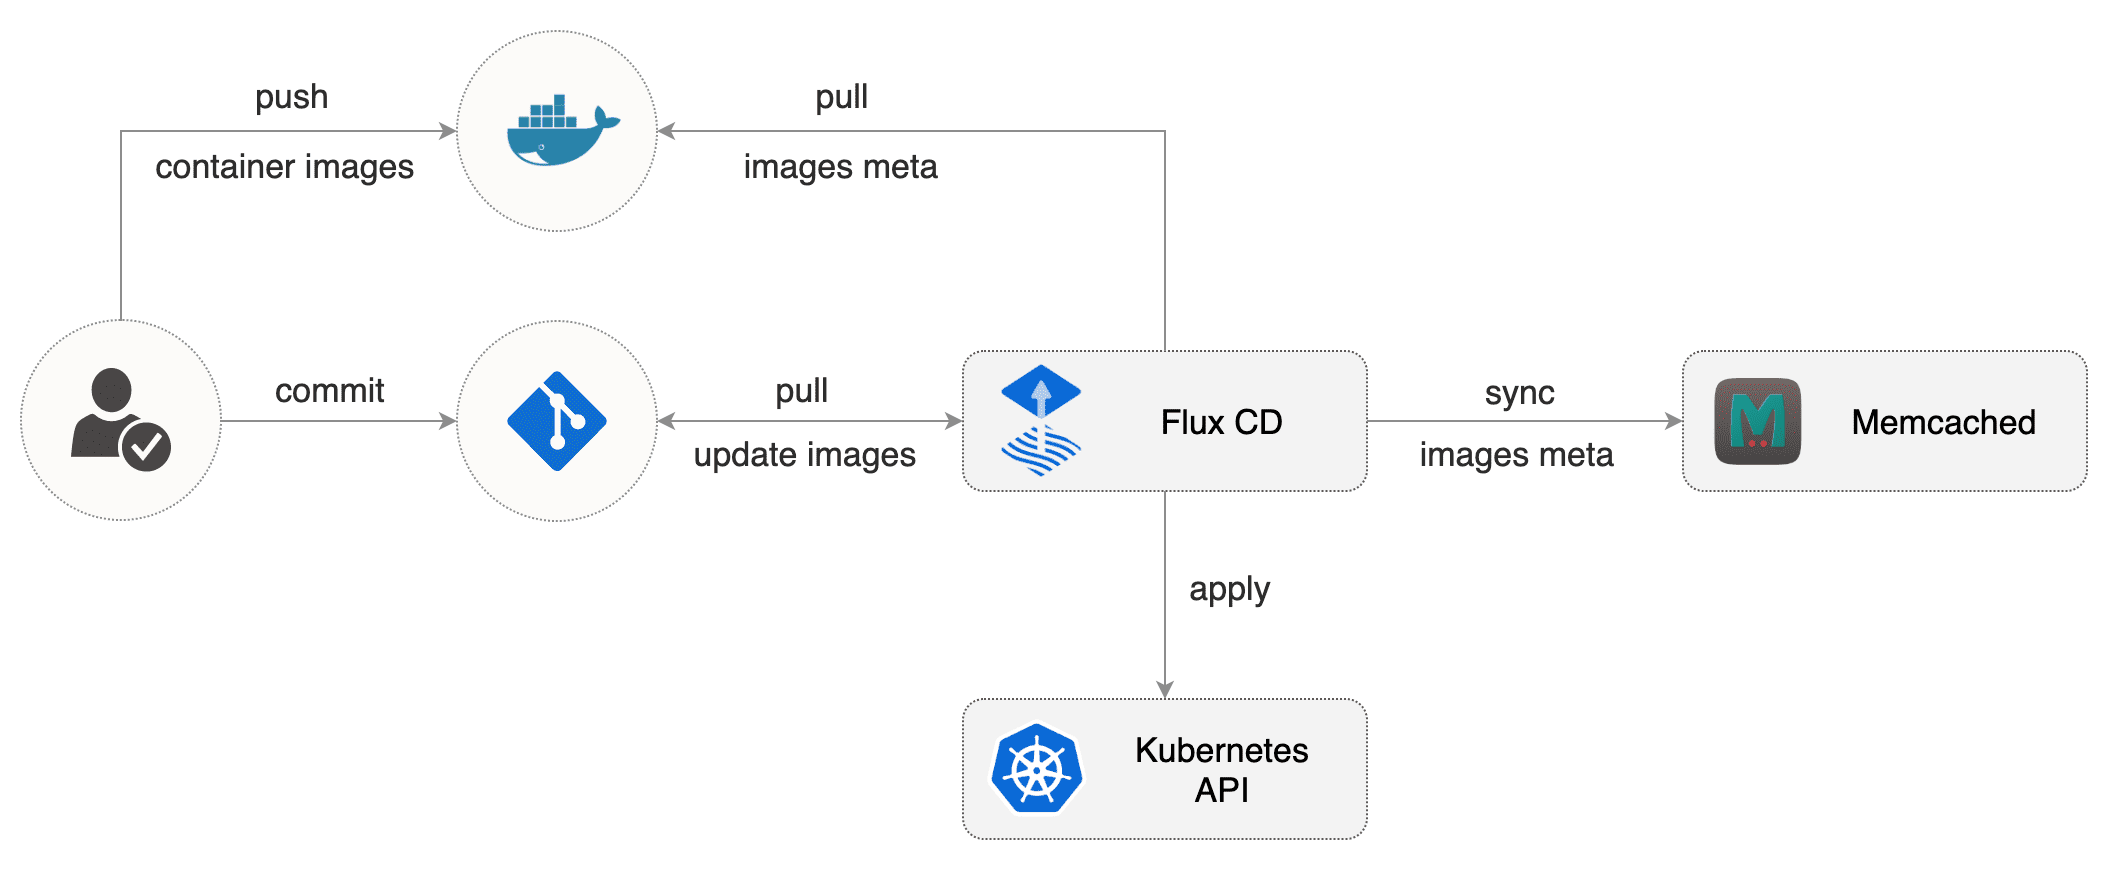 push
container images
pull
images meta
commit
pull
update images
Flux CD
sync
images meta
Memcached
apply
Kubernetes
API